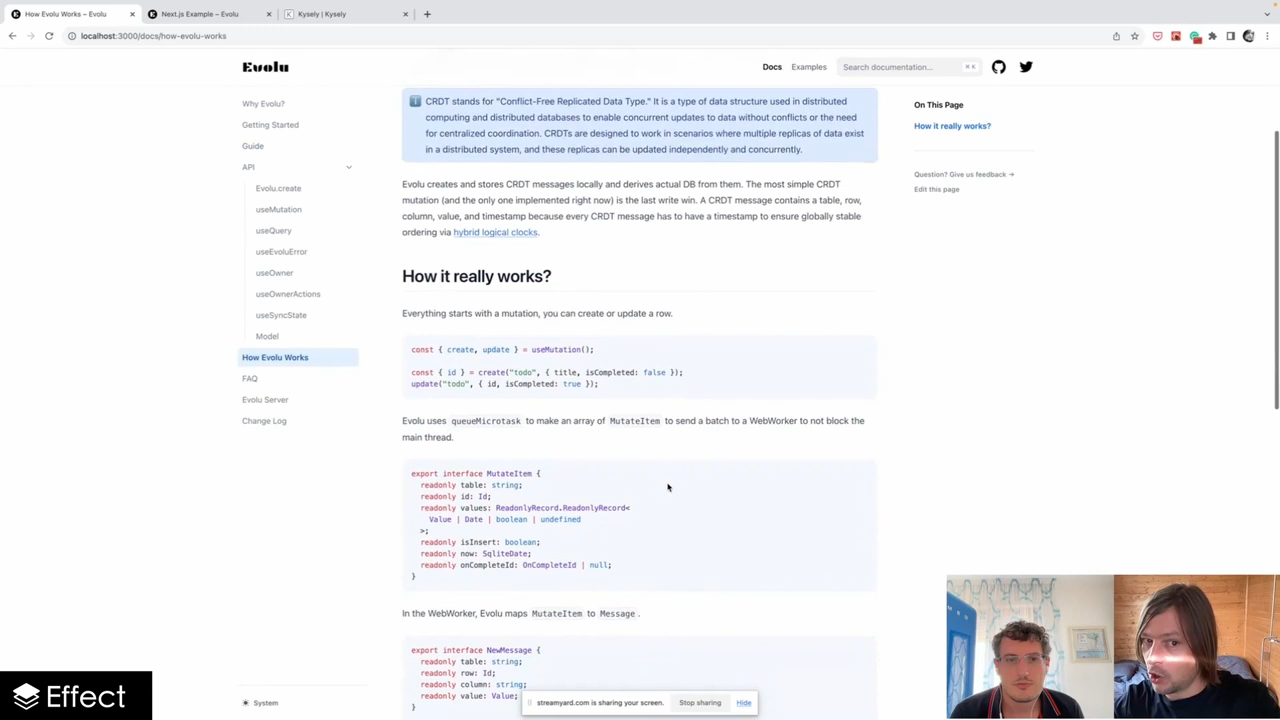 How Evolu Works – Evolu
Next.js Example – Evolu
Kysely | Kysely
localhost:3000/docs/how-evolu-works
Evolu
Docs
Examples
Search documentation...
⌘ K
Why Evolu?
Getting Started
Guide
API
Evolu.create
useMutation
useQuery
useEvoluError
useOwner
useOwnerActions
useSyncState
Model
How Evolu Works
FAQ
Evolu Server
Change Log
System
CRDT stands for "Conflict-Free Replicated Data Type." It is a type of data structure used in distributed
computing and distributed databases to enable concurrent updates to data without conflicts or the need
for centralized coordination. CRDTs are designed to work in scenarios where multiple replicas of data exist
in a distributed system, and these replicas can be updated independently and concurrently.
Evolu creates and stores CRDT messages locally and derives actual DB from them. The most simple CRDT
mutation (and the only one implemented right now) is the last write win. A CRDT message contains a table, row,
column, value, and timestamp because every CRDT message has to have a timestamp to ensure globally stable
ordering via hybrid logical clocks.
How it really works?
Everything starts with a mutation, you can create or update a row.
const { create, update } = useMutation();
const { id } = create("todo", { title, isCompleted: false });
update("todo", { id, isCompleted: true });
Evolu uses queueMicrotask to make an array of MutateItem to send a batch to a WebWorker to not block the
main thread.
export interface MutateItem {
readonly table: string;
readonly id: Id;
readonly values: ReadonlyRecord.ReadonlyRecord<
Value | Date | boolean | undefined
>;
readonly isInsert: boolean;
readonly now: SqliteDate;
readonly onCompleteId: OnCompleteId | null;
}
In the WebWorker, Evolu maps MutateItem to Message.
export interface NewMessage {
readonly table: string;
readonly row: Id;
readonly column: string;
readonly value: Value;
}
On This Page
How it really works?
Question? Give us feedback →
Edit this page
streamyard.com is sharing your screen.
Stop sharing
Hide
Effect